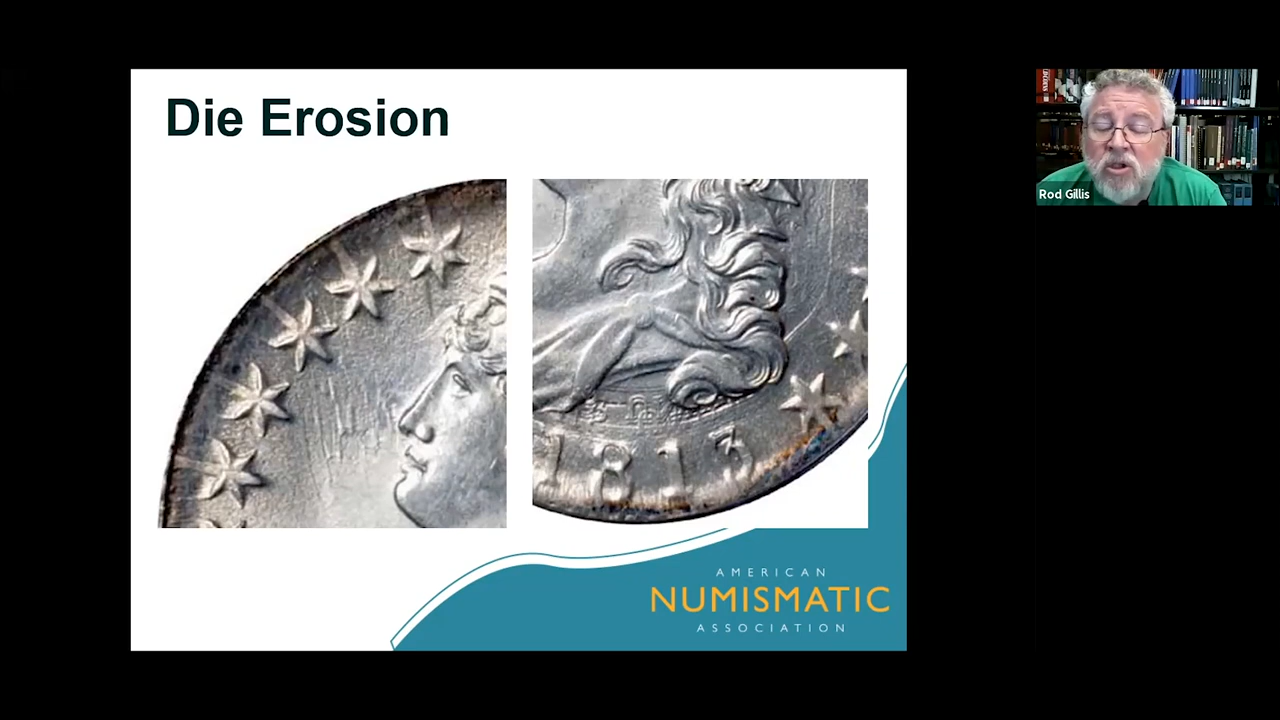 Die Erosion
1813
AMERICAN
NUMISMATIC
ASSOCIATION
Rod Gillis